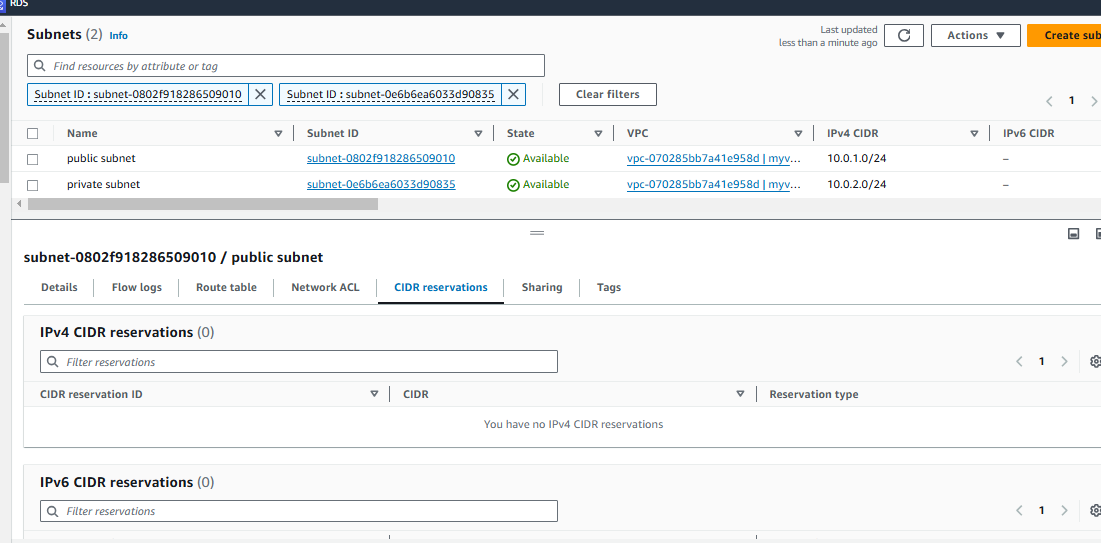 RDS
Subnets (2) Info
Last updated
less than a minute ago
Actions
Create sub
Find resources by attribute or tag
Subnet ID : subnet-0802f918286509010
Subnet ID : subnet-0e6b6ea6033d90835
Clear filters
1
Name Subnet ID State VPC IPv4 CIDR IPv6 CIDR
public subnet subnet-0802f918286509010 Available vpc-070285bb7a41e958d | myv... 10.0.1.0/24 –
private subnet subnet-0e6b6ea6033d90835 Available vpc-070285bb7a41e958d | myv... 10.0.2.0/24 –
subnet-0802f918286509010 / public subnet
Details Flow logs Route table Network ACL CIDR reservations Sharing Tags
IPv4 CIDR reservations (0)
Filter reservations
1
CIDR reservation ID CIDR Reservation type
You have no IPv4 CIDR reservations
IPv6 CIDR reservations (0)
Filter reservations
1